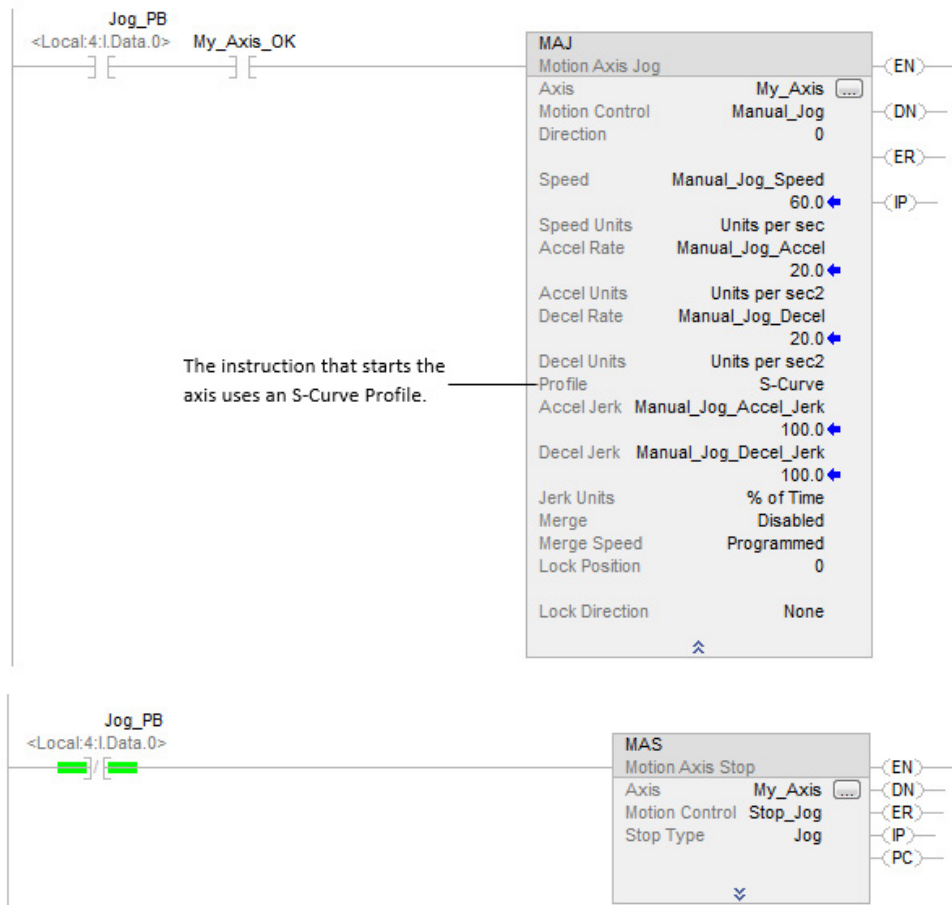 Jog_PB
<Local:4:I.Data.0> My_Axis_OK
MAJ
Motion Axis Jog
Axis My_Axis ...
Motion Control Manual_Jog
Direction 0
Speed Manual_Jog_Speed
60.0
Speed Units Units per sec
Accel Rate Manual_Jog_Accel
20.0
Accel Units Units per sec2
Decel Rate Manual_Jog_Decel
20.0
Decel Units Units per sec2
Profile S-Curve
Accel Jerk Manual_Jog_Accel_Jerk
100.0
Decel Jerk Manual_Jog_Decel_Jerk
100.0
Jerk Units % of Time
Merge Disabled
Merge Speed Programmed
Lock Position 0
Lock Direction None
EN
DN
ER
IP
The instruction that starts the
axis uses an S-Curve Profile.
Jog_PB
<Local:4:I.Data.0>
MAS
Motion Axis Stop
Axis My_Axis ...
Motion Control Stop_Jog
Stop Type Jog
EN
DN
ER
IP
PC